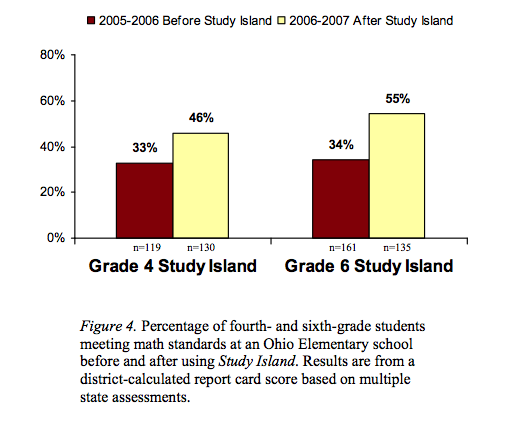 2005-2006 Before Study Island 2006-2007 After Study Island
80%
60%
40%
20%
0%
33%
46%
34%
55%
n=119 n=130 n=161 n=135
Grade 4 Study Island Grade 6 Study Island
Figure 4. Percentage of fourth- and sixth-grade students
meeting math standards at an Ohio Elementary school
before and after using Study Island. Results are from a
district-calculated report card score based on multiple
state assessments.